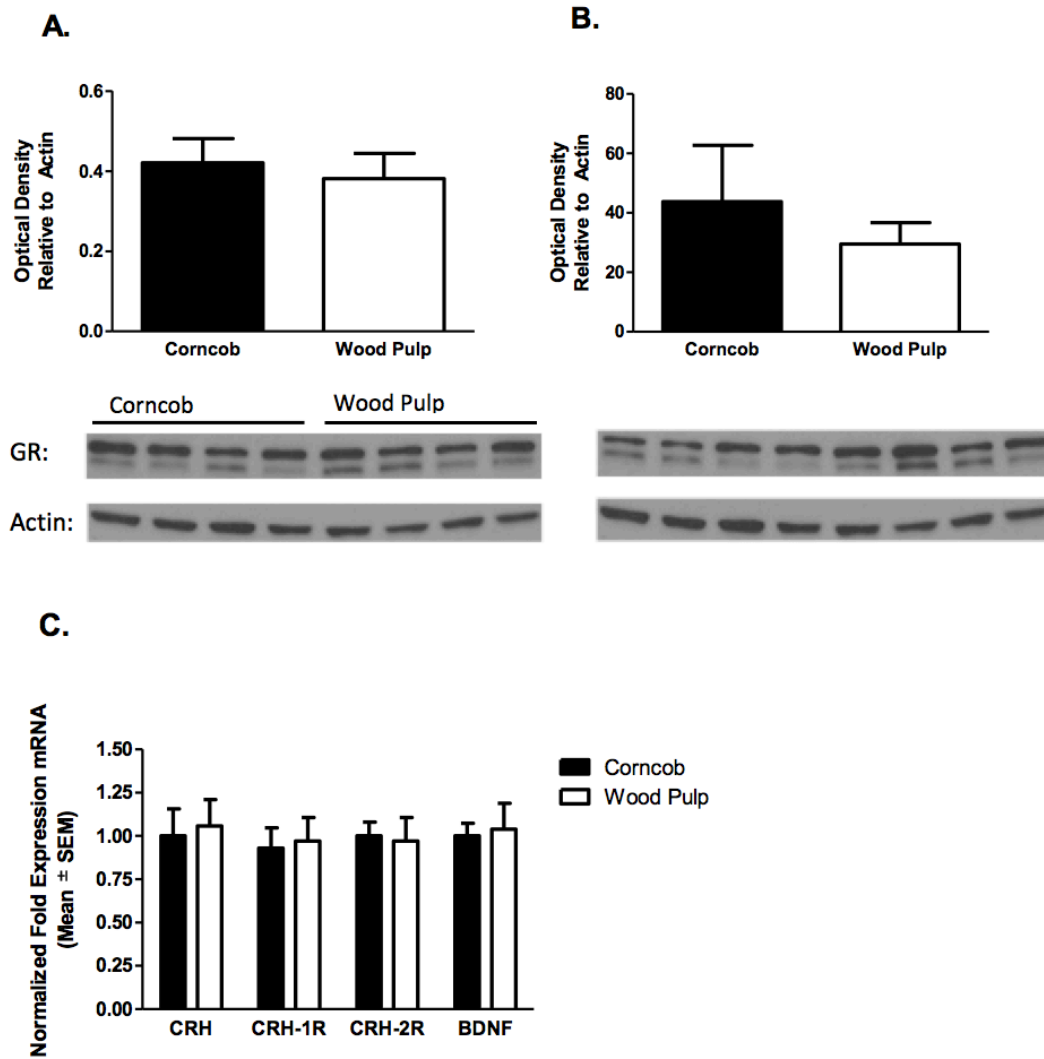 A.
Optical Density
Relative to Actin
0.6
0.4
0.2
0.0
Corncob
Wood Pulp
B.
Optical Density
Relative to Actin
80
60
40
20
0
Corncob
Wood Pulp
Corncob
Wood Pulp
GR:
Actin:
C.
Normalized Fold Expression mRNA
(Mean ± SEM)
1.50
1.25
1.00
0.75
0.50
0.25
0.00
CRH
CRH-1R
CRH-2R
BDNF
Corncob
Wood Pulp